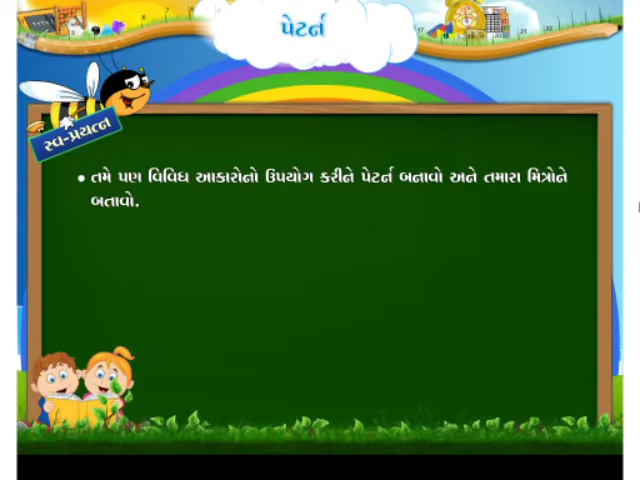 પેટર્ન
સ્વ-પ્રયત્ન
• તમે પણ વિવિધ આકારોનો ઉપયોગ કરીને પેટર્ન બનાવો અને તમારા મિત્રોને
બતાવો.